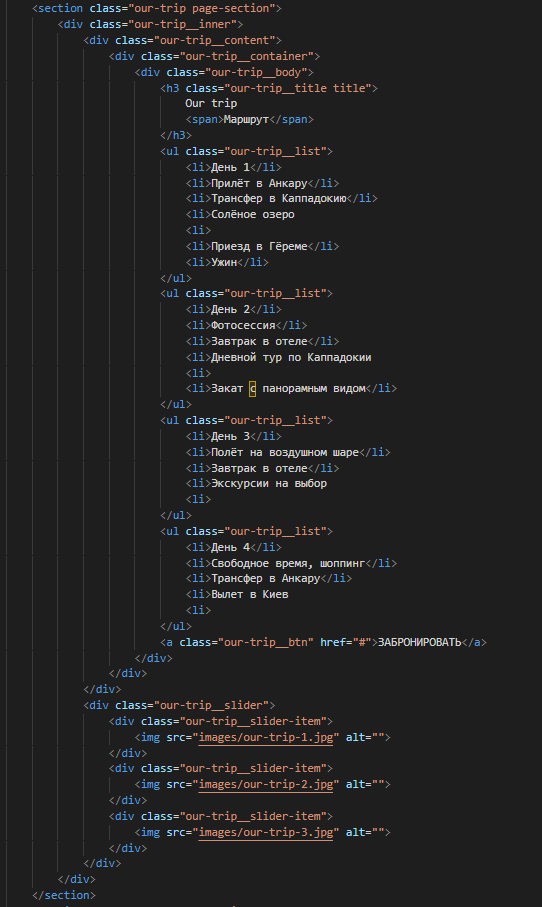 <section class="our-trip page-section">
<div class="our-trip__inner">
<div class="our-trip__content">
<div class="our-trip__container">
<div class="our-trip__body">
<h3 class="our-trip__title title">
Our trip
<span>Маршрут</span>
</h3>
<ul class="our-trip__list">
<li>День 1</li>
<li>Прилёт в Анкару</li>
<li>Трансфер в Каппадокию</li>
<li>Солёное озеро
<li>
<li>Приезд в Гёреме</li>
<li>Ужин</li>
</ul>
<ul class="our-trip__list">
<li>День 2</li>
<li>Фотосессия</li>
<li>Завтрак в отеле</li>
<li>Дневной тур по Каппадокии
<li>
<li>Закат с панорамным видом</li>
</ul>
<ul class="our-trip__list">
<li>День 3</li>
<li>Полёт на воздушном шаре</li>
<li>Завтрак в отеле</li>
<li>Экскурсии на выбор
<li>
</ul>
<ul class="our-trip__list">
<li>День 4</li>
<li>Свободное время, шоппинг</li>
<li>Трансфер в Анкару</li>
<li>Вылет в Киев
<li>
</ul>
<a class="our-trip__btn" href="#">ЗАБРОНИРОВАТЬ</a>
</div>
</div>
</div>
<div class="our-trip__slider">
<div class="our-trip__slider-item">
<img src="images/our-trip-1.jpg" alt="">
</div>
<div class="our-trip__slider-item">
<img src="images/our-trip-2.jpg" alt="">
</div>
<div class="our-trip__slider-item">
<img src="images/our-trip-3.jpg" alt="">
</div>
</div>
</div>
</section>